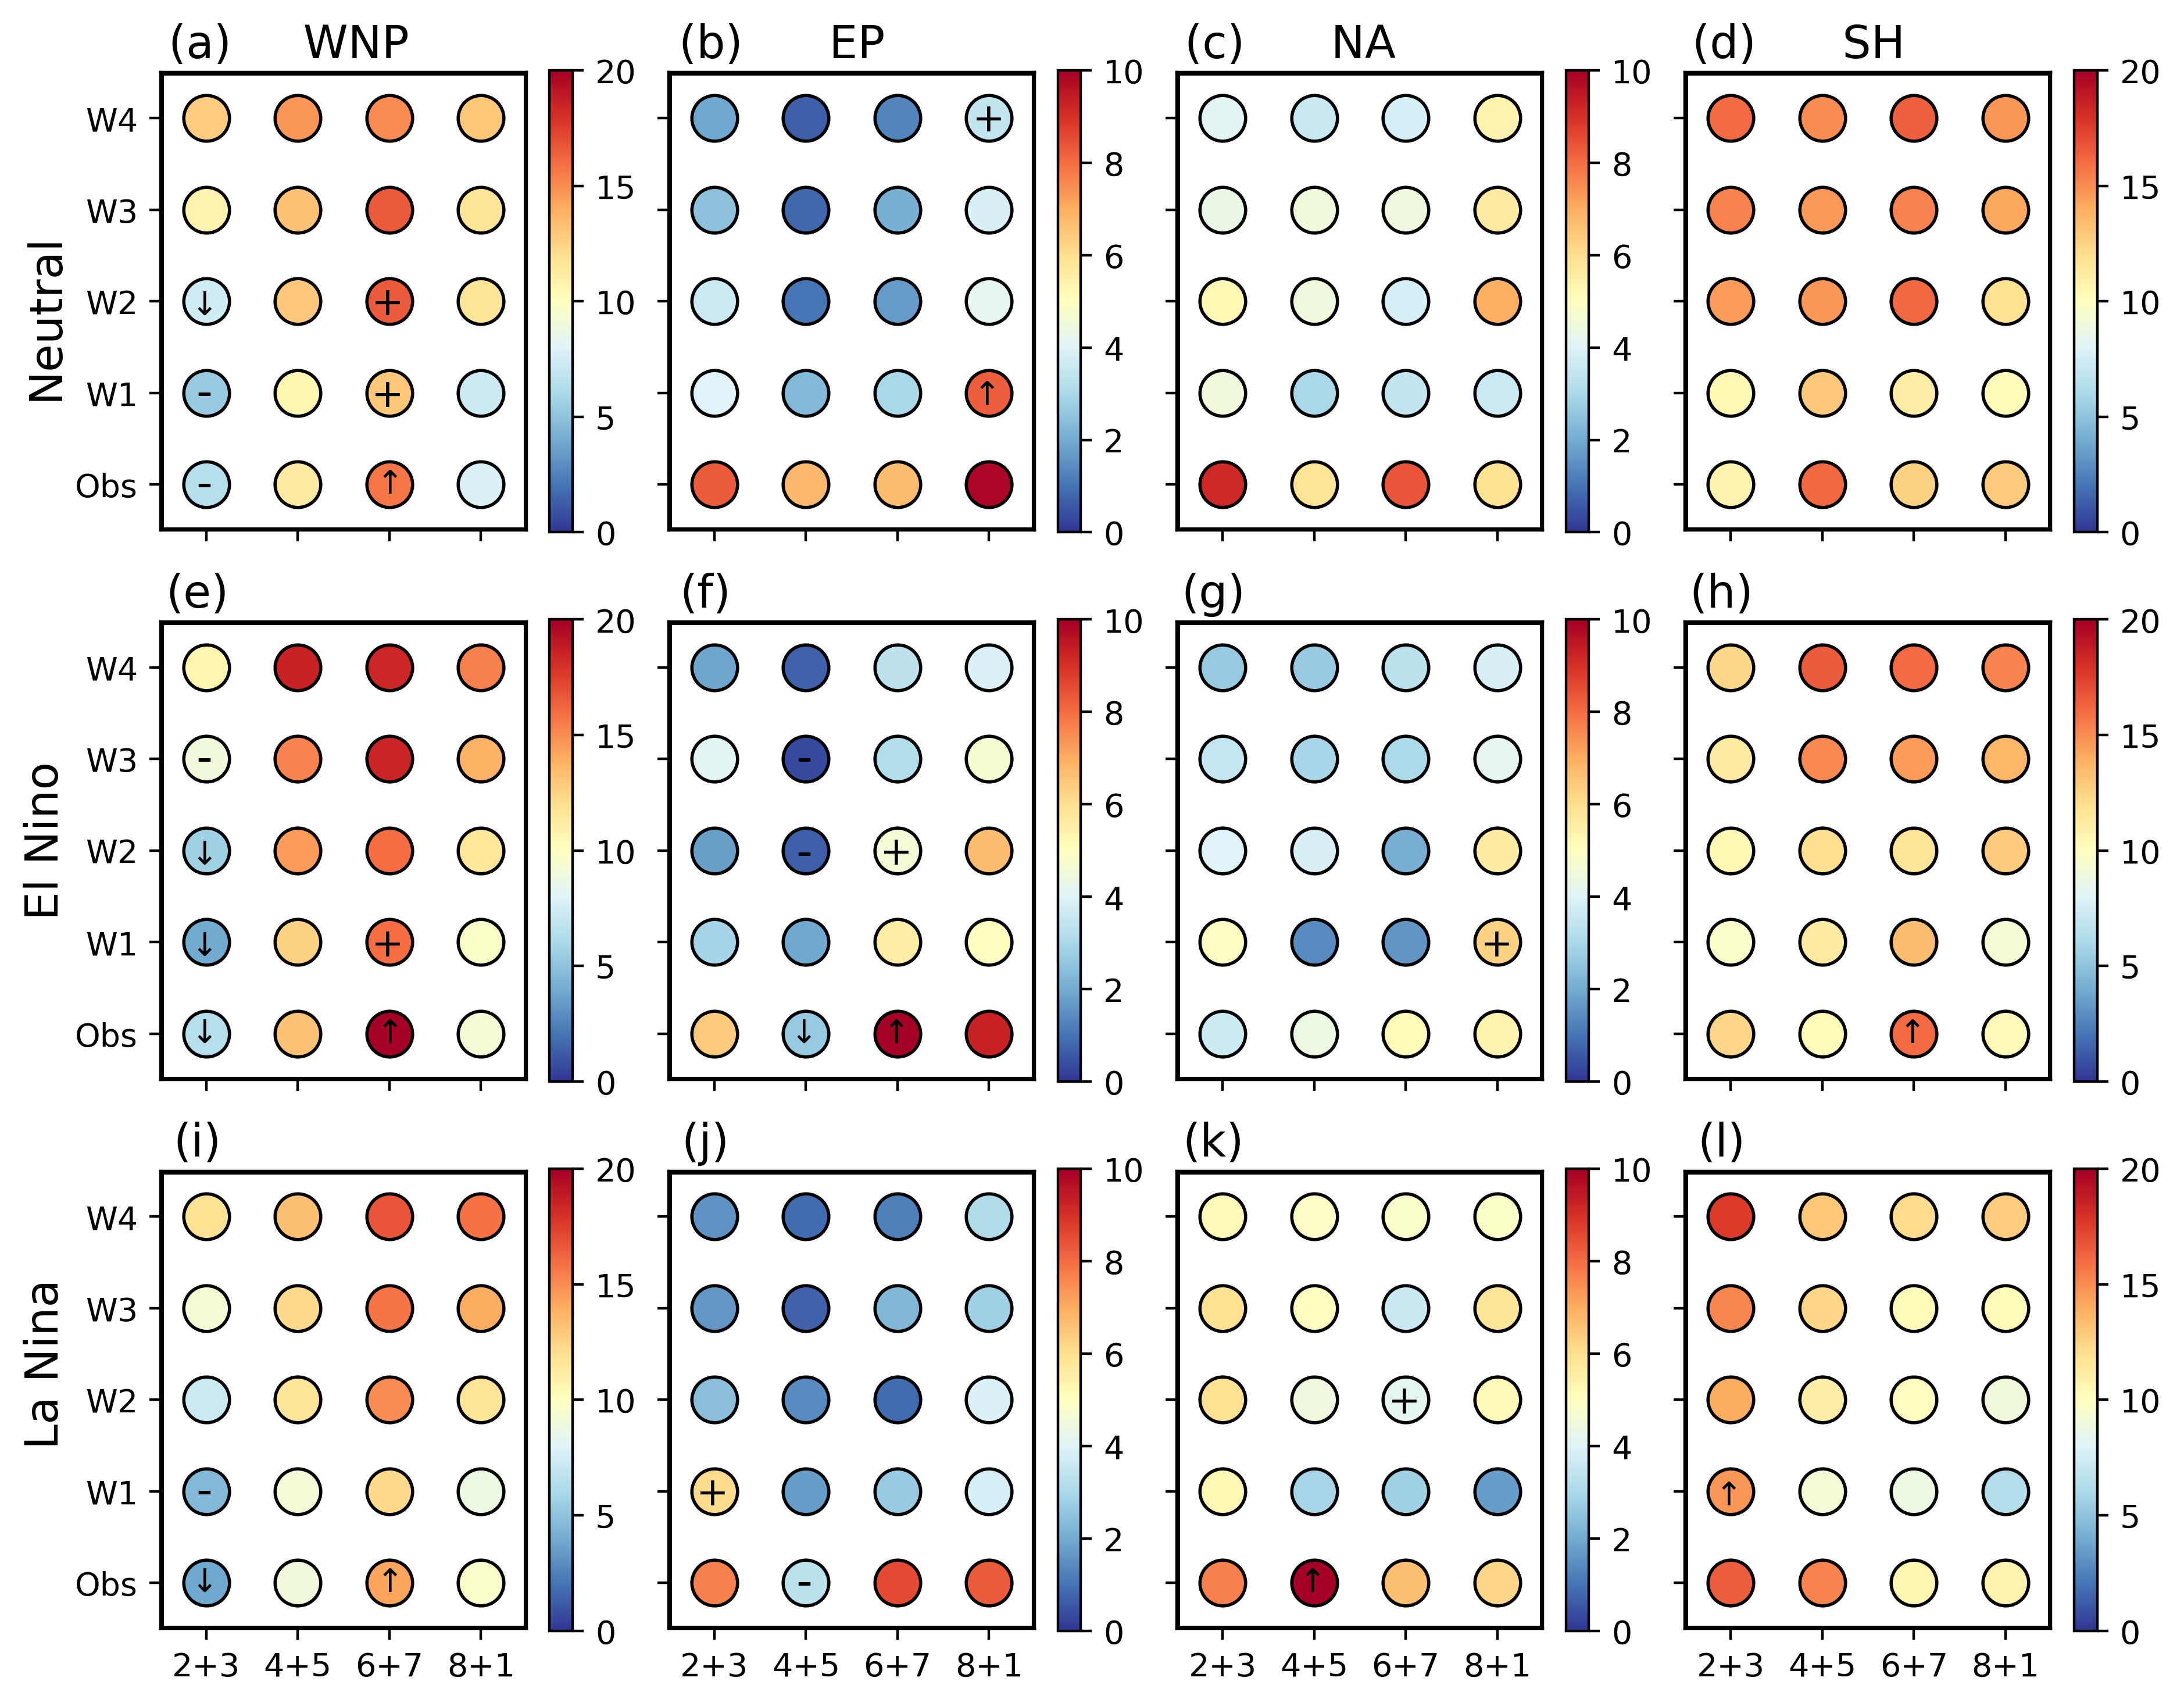 (a) WNP (b) EP (c) NA (d) SH
20 10 10 20
W4 +
8 8
15 15
W3
6 6
Neutral
W2 ↓ + 10 10
4 4
W1 - + ↑
5 2 2 5
Obs - ↑
0 0 0 0
(e) (f) (g) (h)
20 10 10 20
W4
8 8
15 15
W3 - -
6 6
El Nino
W2 ↓ 10 - + 10
4 4
W1 ↓ + +
5 2 2 5
Obs ↓ ↑ ↓ ↑ ↑
0 0 0 0
(i) (j) (k) (l)
20 10 10 20
W4
8 8
15 15
W3
6 6
La Nina
W2 10 + 10
4 4
W1 - + ↑
5 2 2 5
Obs ↓ ↑ - ↑
0 0 0 0
2+3 4+5 6+7 8+1 2+3 4+5 6+7 8+1 2+3 4+5 6+7 8+1 2+3 4+5 6+7 8+1